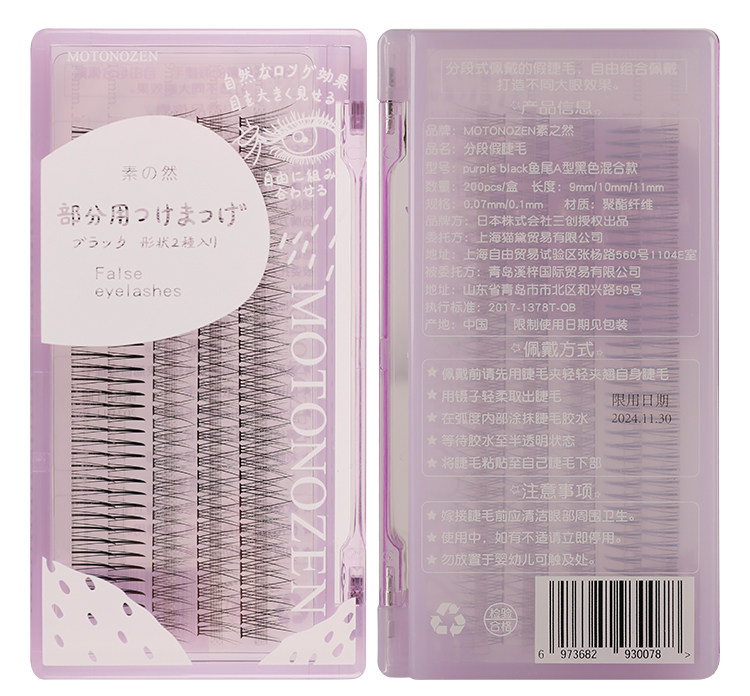 MOTONOZEN
自然なロング効果
目を大きく見せる
自由に組み
合わせる
素の然
部分用つけまつげ
ブラック 形状2種入り
False
eyelashes
MOTONOZEN
分段式佩戴的假睫毛，自由组合佩戴
打造不同大眼效果。
产品信息
品牌：MOTONOZEN素之然
品名：分段假睫毛
型号：purple black鱼尾A型黑色混合款
数量：200pcs/盒 长度：9mm/10mm/11mm
规格：0.07mm/0.1mm 材质：聚酯纤维
品牌方：日本株式会社三创授权出品
委托方：上海猫黛贸易有限公司
地址：上海自由贸易试验区张杨路560号1104E室
被委托方：青岛溪梓国际贸易有限公司
地址：山东省青岛市市北区和兴路59号
执行标准：2017-1378T-QB
产地：中国 限制使用日期见包装
佩戴方式
★ 佩戴前请先用睫毛夹轻轻夹翘自身睫毛
★ 用镊子轻柔取出睫毛
★ 在弧度内部涂抹睫毛胶水
★ 等待胶水至半透明状态
★ 将睫毛粘贴至自己睫毛下部
限用日期
2024.11.30
注意事项
★ 嫁接睫毛前应清洁眼部周围卫生。
★ 使用中，如有不适请立即停用。
★ 勿放置于婴幼儿可触及处。
检验
合格
6 973682 930078 >